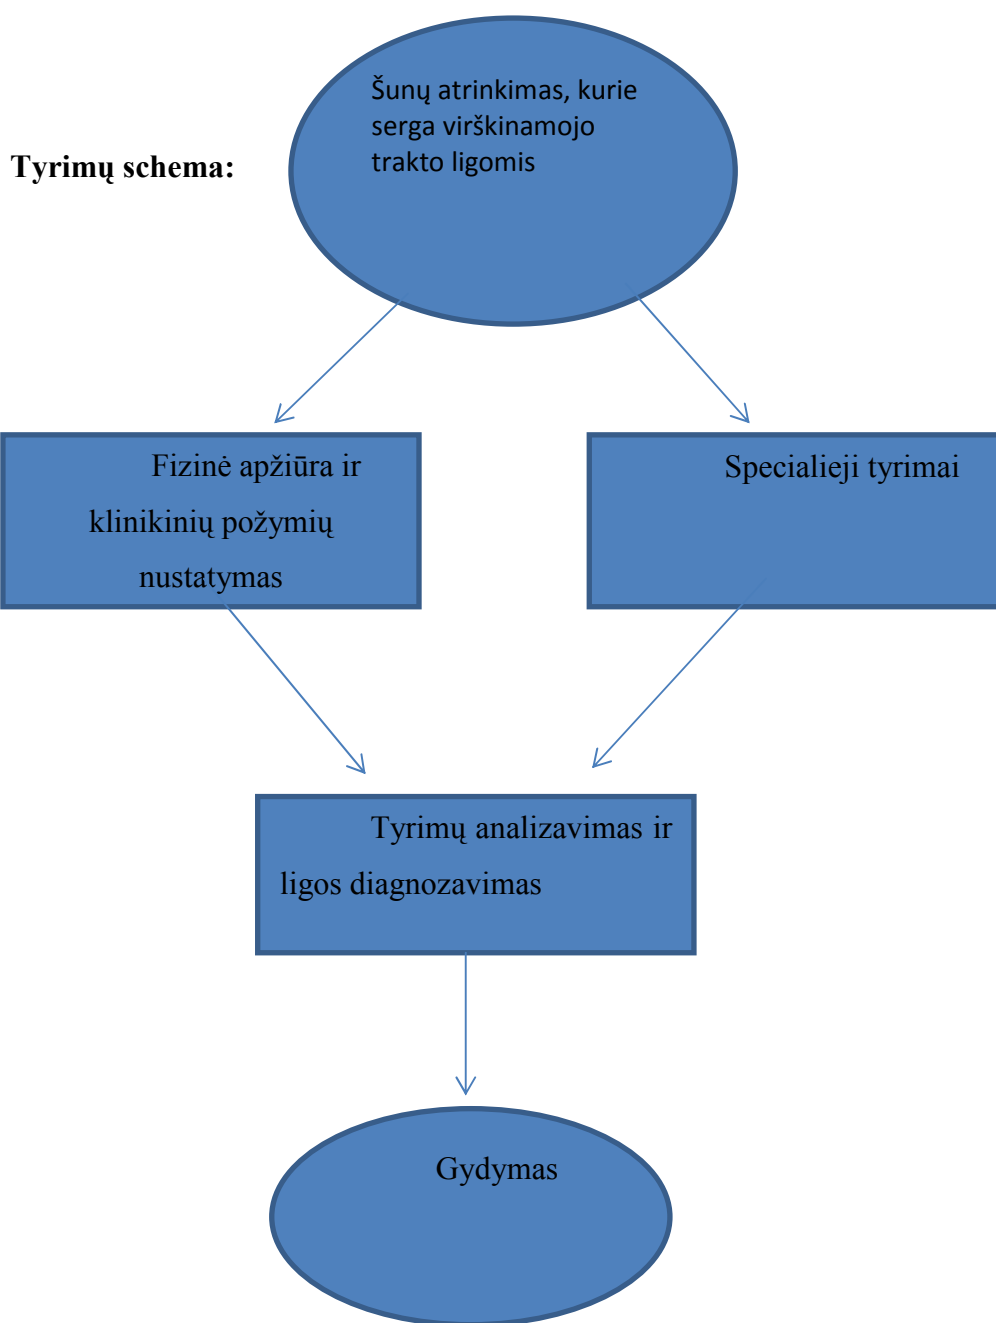 Šunų atrinkimas, kurie
serga virškinamojo
trakto ligomis
Tyrimų schema:
Fizinė apžiūra ir
klinikinių požymių
nustatymas
Specialieji tyrimai
Tyrimų analizavimas ir
ligos diagnozavimas
Gydymas